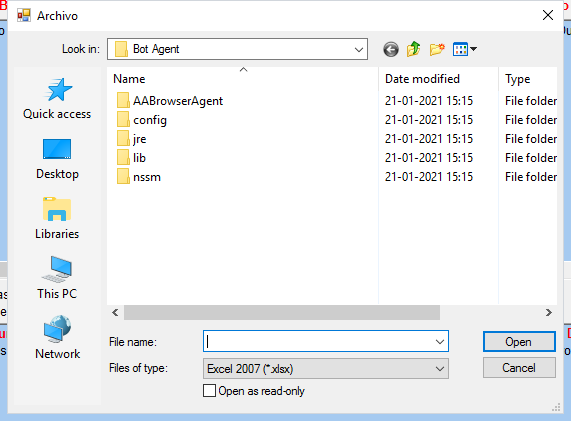 Archivo
Look in: Bot Agent
Name Date modified Type
AABrowserAgent 21-01-2021 15:15 File folder
config 21-01-2021 15:15 File folder
jre 21-01-2021 15:15 File folder
lib 21-01-2021 15:15 File folder
nssm 21-01-2021 15:15 File folder
Quick access
Desktop
Libraries
This PC
Network
File name:
Open
Files of type: Excel 2007 (*.xlsx)
Cancel
Open as read-only